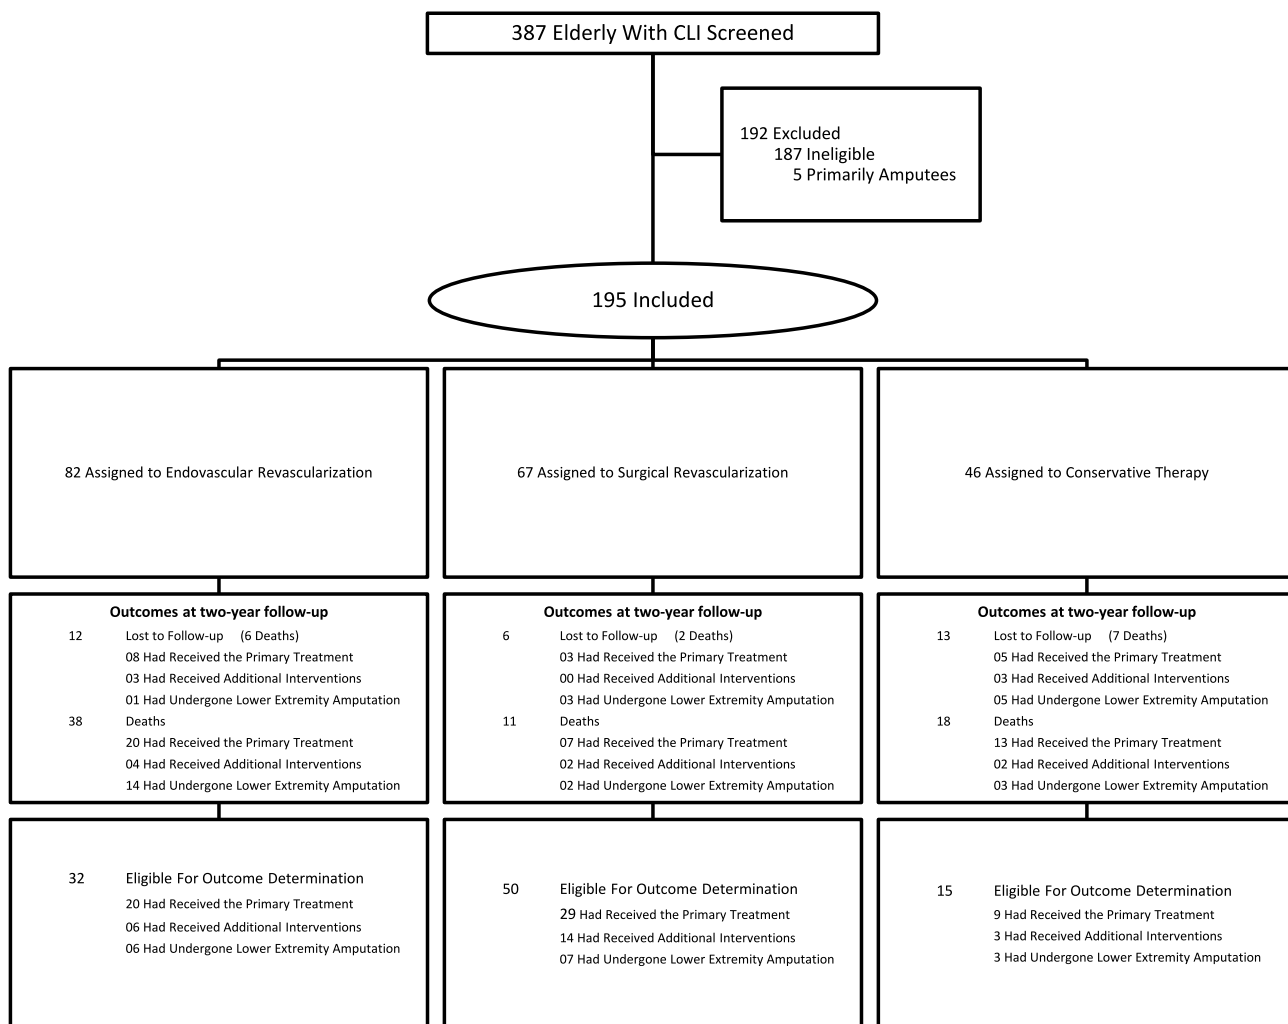 387 Elderly With CLI Screened
192 Excluded
187 Ineligible
5 Primarily Amputees
195 Included
82 Assigned to Endovascular Revascularization
67 Assigned to Surgical Revascularization
46 Assigned to Conservative Therapy
Outcomes at two-year follow-up
12 Lost to Follow-up (6 Deaths)
08 Had Received the Primary Treatment
03 Had Received Additional Interventions
01 Had Undergone Lower Extremity Amputation
38 Deaths
20 Had Received the Primary Treatment
04 Had Received Additional Interventions
14 Had Undergone Lower Extremity Amputation
Outcomes at two-year follow-up
6 Lost to Follow-up (2 Deaths)
03 Had Received the Primary Treatment
00 Had Received Additional Interventions
03 Had Undergone Lower Extremity Amputation
11 Deaths
07 Had Received the Primary Treatment
02 Had Received Additional Interventions
02 Had Undergone Lower Extremity Amputation
Outcomes at two-year follow-up
13 Lost to Follow-up (7 Deaths)
05 Had Received the Primary Treatment
03 Had Received Additional Interventions
05 Had Undergone Lower Extremity Amputation
18 Deaths
13 Had Received the Primary Treatment
02 Had Received Additional Interventions
03 Had Undergone Lower Extremity Amputation
32 Eligible For Outcome Determination
20 Had Received the Primary Treatment
06 Had Received Additional Interventions
06 Had Undergone Lower Extremity Amputation
50 Eligible For Outcome Determination
29 Had Received the Primary Treatment
14 Had Received Additional Interventions
07 Had Undergone Lower Extremity Amputation
15 Eligible For Outcome Determination
9 Had Received the Primary Treatment
3 Had Received Additional Interventions
3 Had Undergone Lower Extremity Amputation